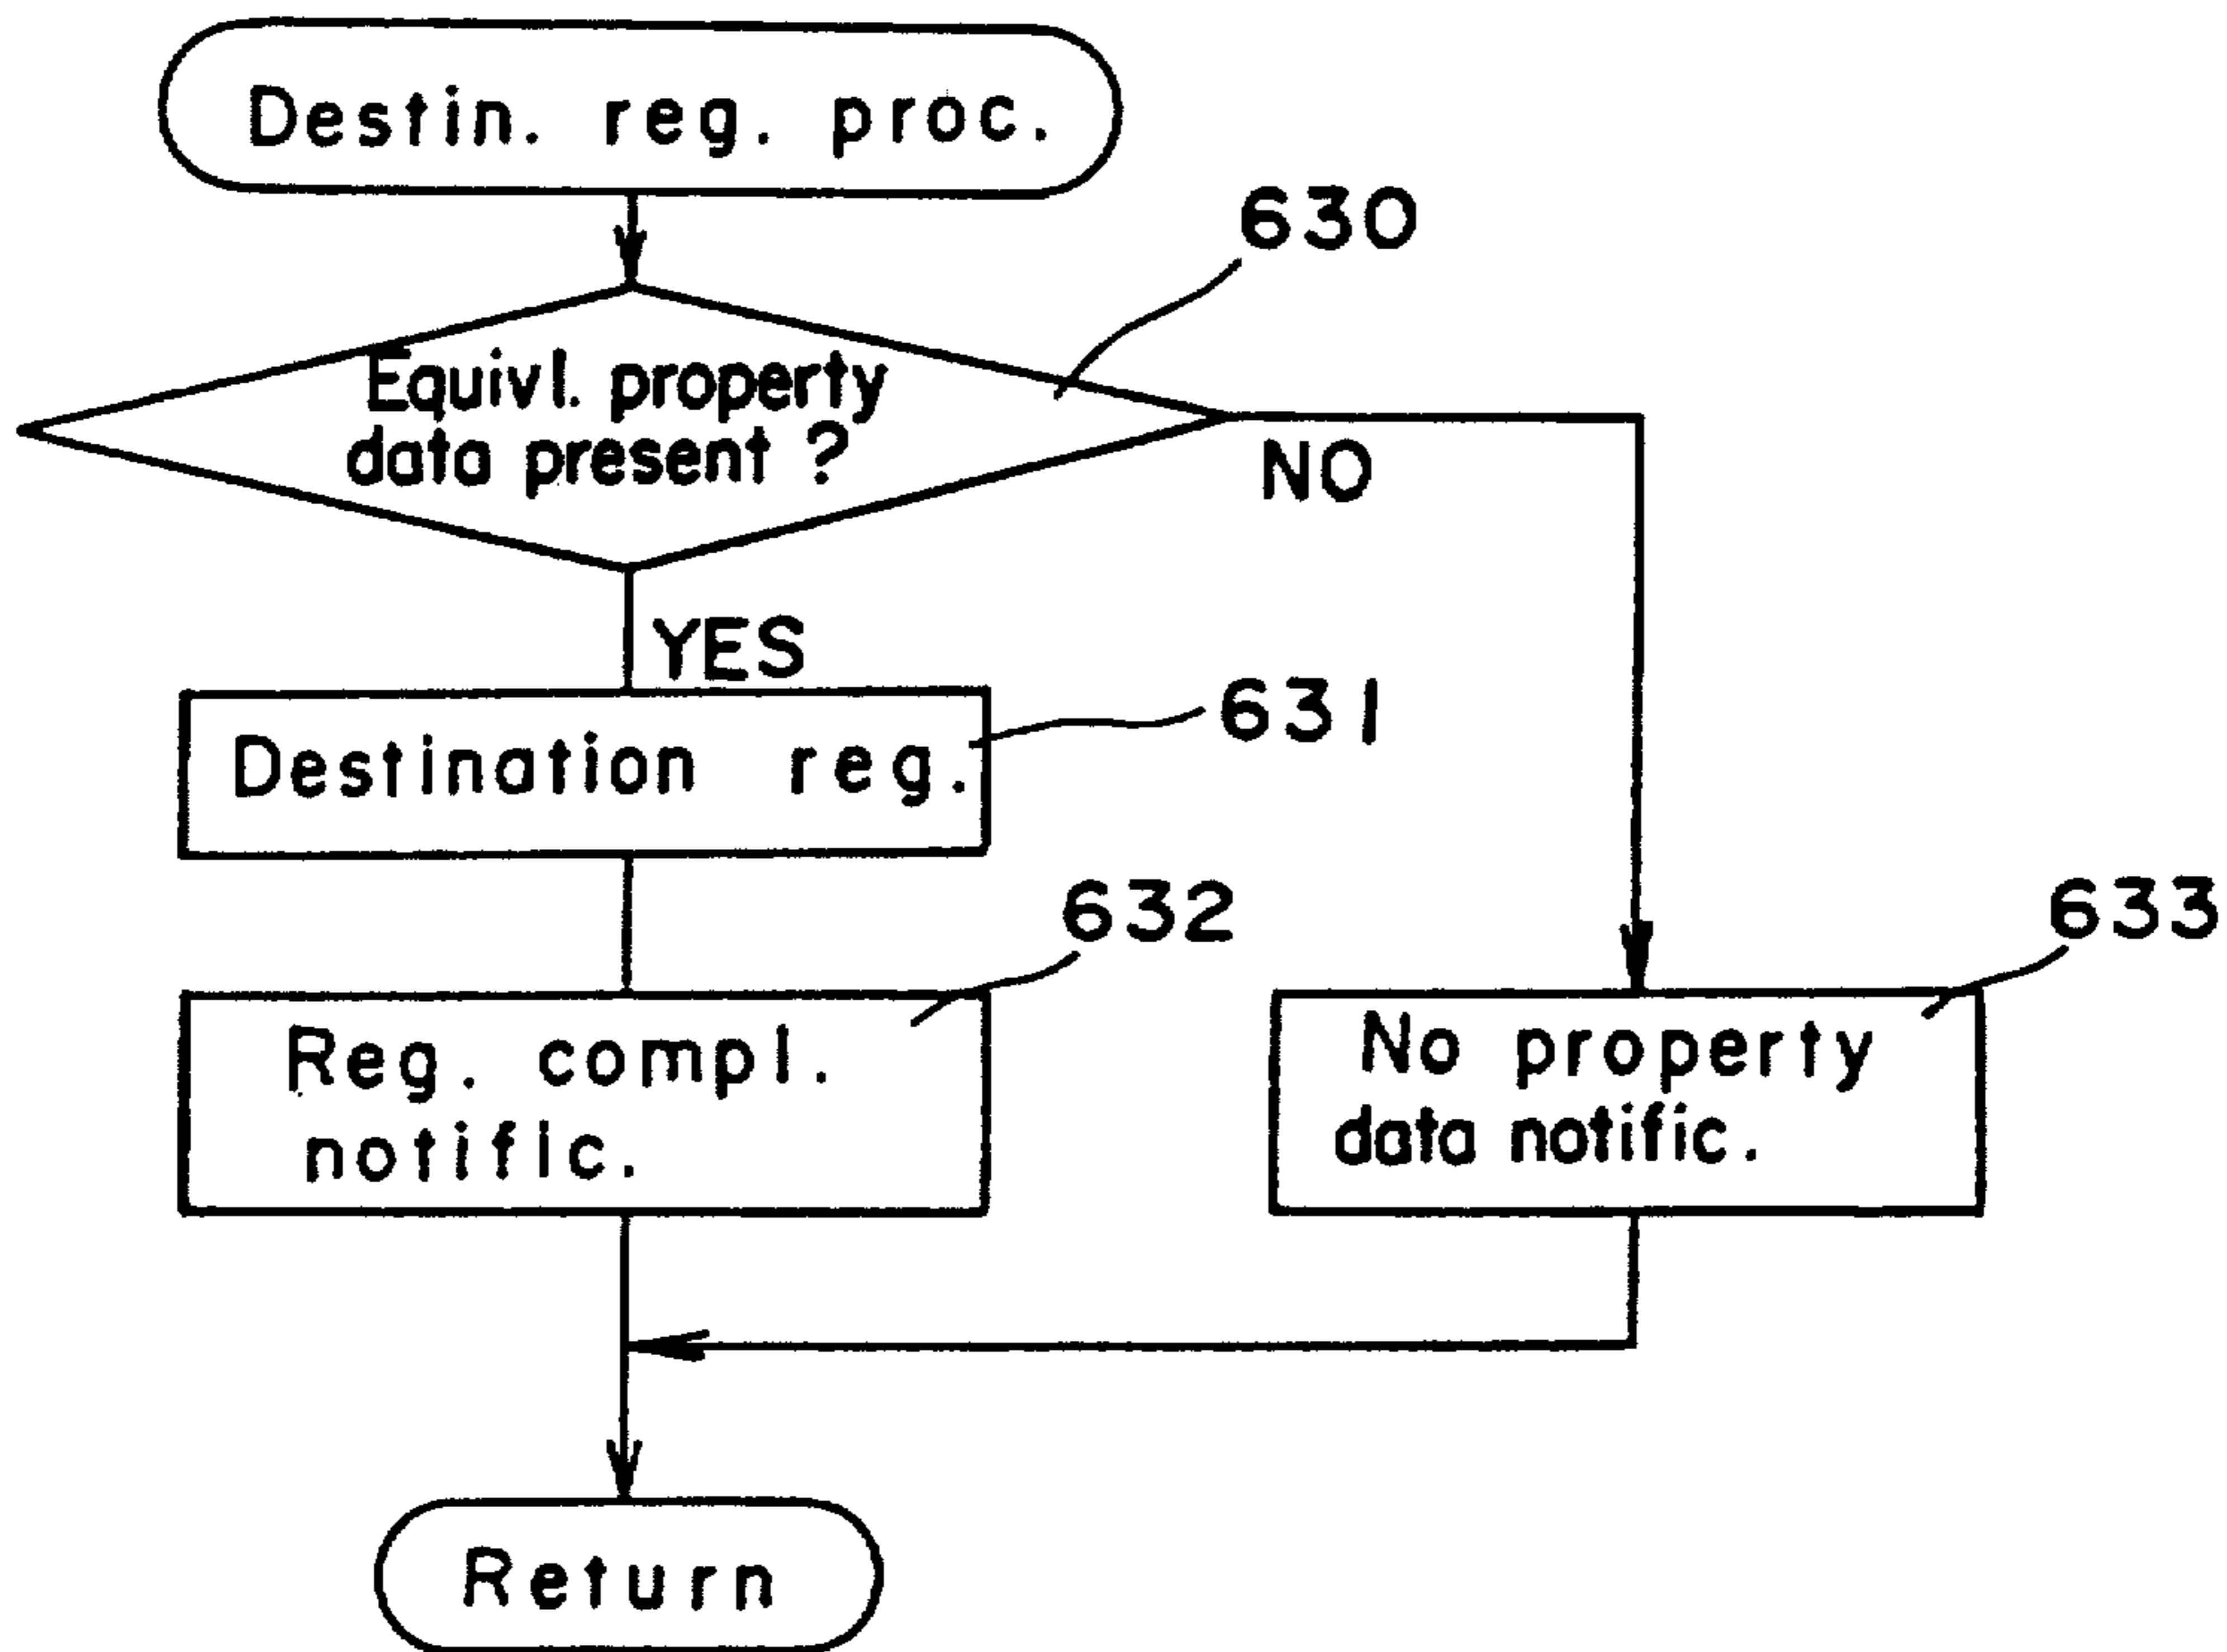 Destin. reg. proc.
630
Equivl. property
data present ?
NO
YES
631
Destination reg.
632
633
Reg. compl.
notific.
No property
data notific.
Return